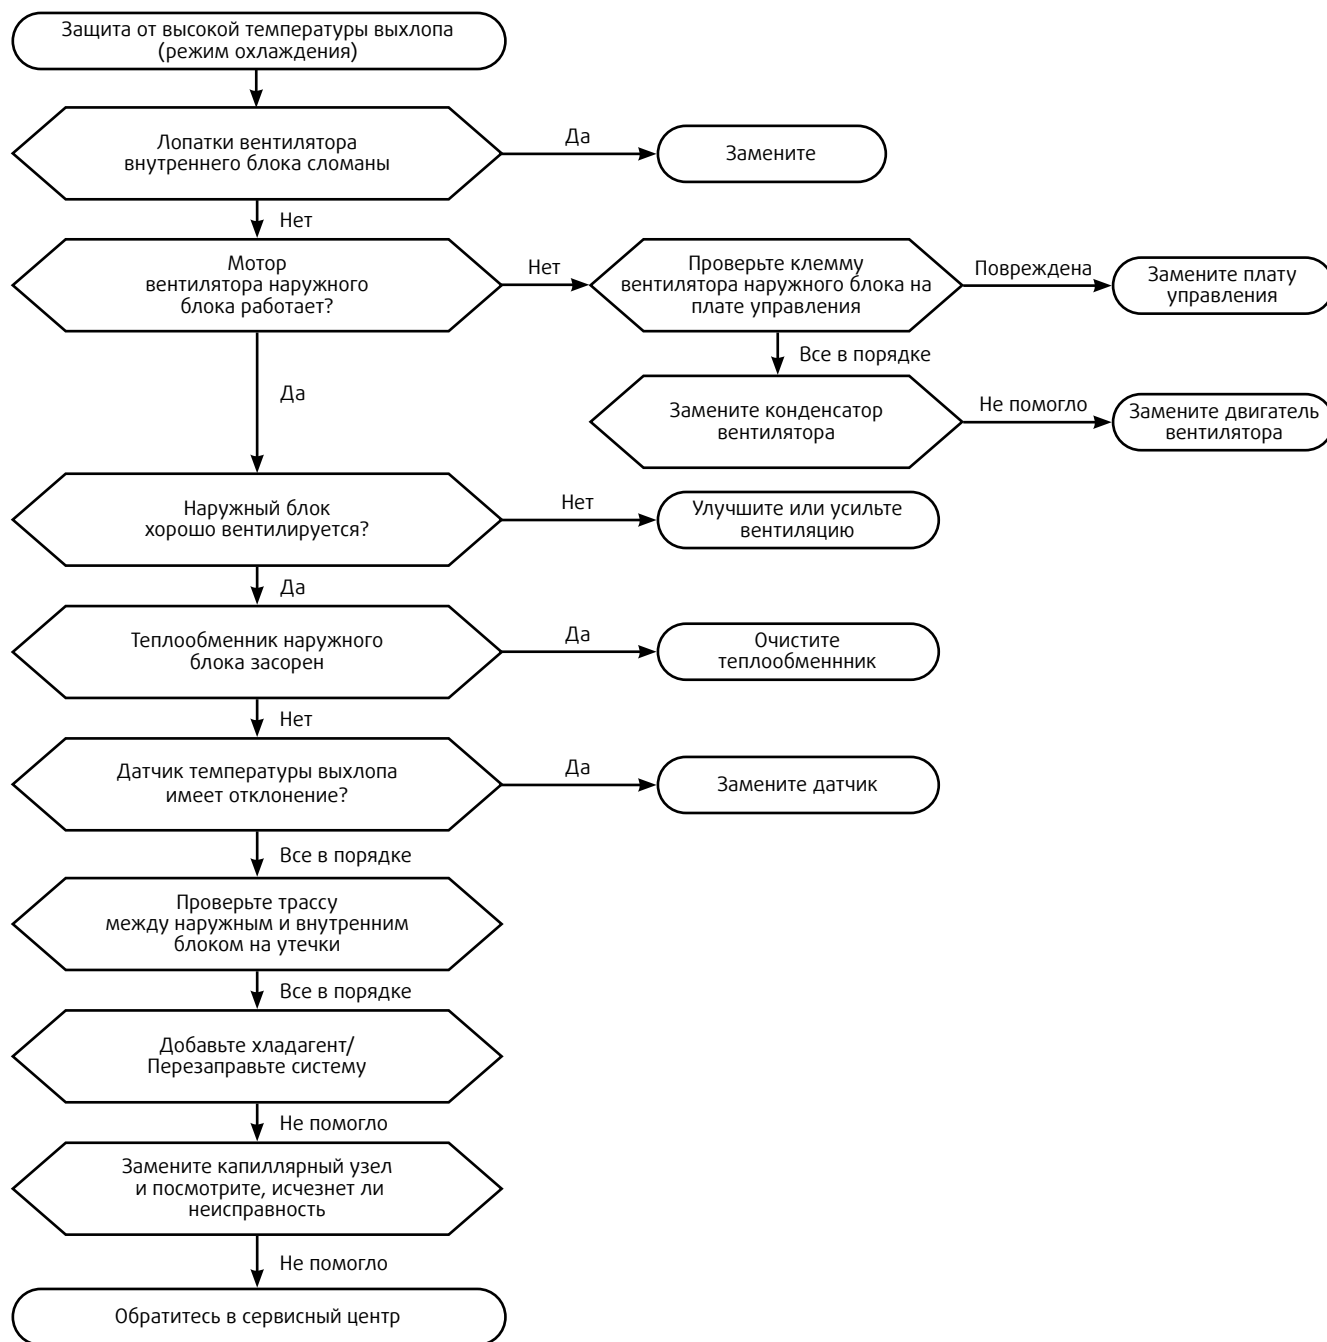 Защита от высокой температуры выхлопа
(режим охлаждения)
Лопатки вентилятора
внутреннего блока сломаны
Да
Замените
Нет
Мотор
вентилятора наружного
блока работает?
Нет
Проверьте клемму
вентилятора наружного блока на
плате управления
Повреждена
Замените плату
управления
Все в порядке
Да
Замените конденсатор
вентилятора
Не помогло
Замените двигатель
вентилятора
Наружный блок
хорошо вентилируется?
Нет
Улучшите или усильте
вентиляцию
Да
Теплообменник наружного
блока засорен
Да
Очистите
теплообменнник
Нет
Датчик температуры выхлопа
имеет отклонение?
Да
Замените датчик
Все в порядке
Проверьте трассу
между наружным и внутренним
блоком на утечки
Все в порядке
Добавьте хладагент/
Перезаправьте систему
Не помогло
Замените капиллярный узел
и посмотрите, исчезнет ли
неисправность
Не помогло
Обратитесь в сервисный центр